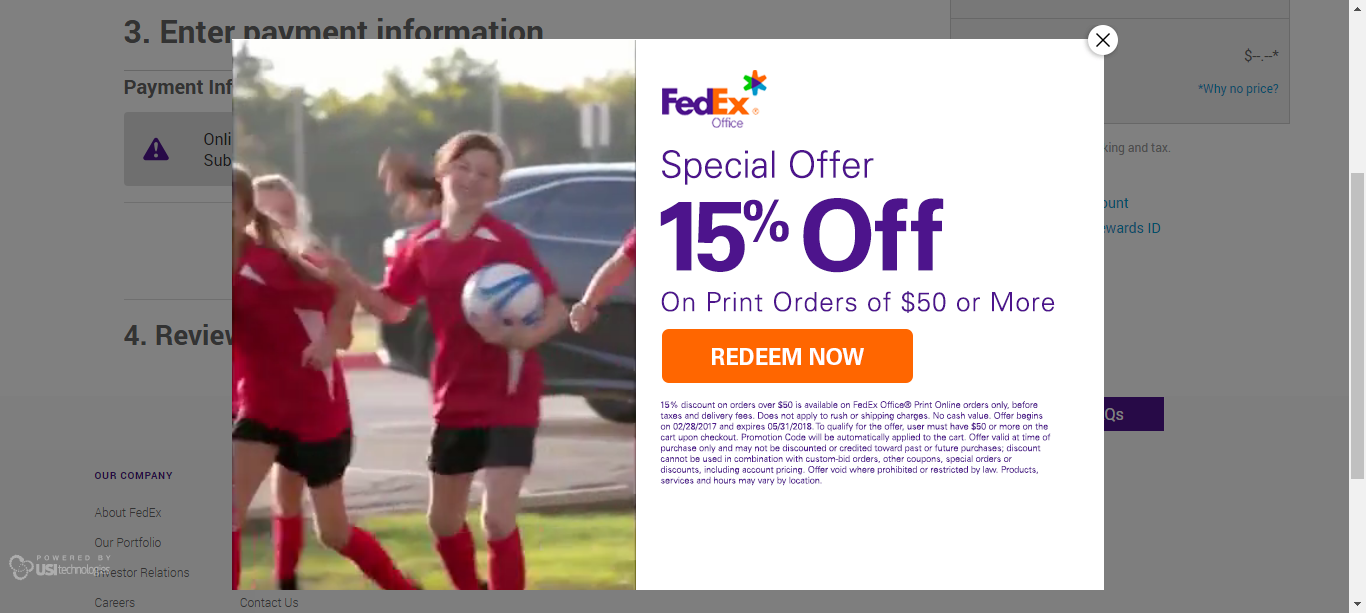 3. Enter payment information
Payment Inf
Onli
Sub
4. Review
$--.--*
*Why no price?
king and tax.
ount
ewards ID
FedEx®
Office
Special Offer
15% Off
On Print Orders of $50 or More
REDEEM NOW
15% discount on orders over $50 is available on FedEx Office® Print Online orders only, before
taxes and delivery fees. Does not apply to rush or shipping charges. No cash value. Offer begins
on 02/28/2017 and expires 05/31/2018. To qualify for the offer, user must have $50 or more on the
cart upon checkout. Promotion Code will be automatically applied to the cart. Offer valid at time of
purchase only and may not be discounted or credited toward past or future purchases; discount
cannot be used in combination with custom-bid orders, other coupons, special orders or
discounts, including account pricing. Offer void where prohibited or restricted by law. Products,
services and hours may vary by location.
Qs
OUR COMPANY
About FedEx
Our Portfolio
Investor Relations
Careers
Contact Us
POWERED BY
USI technologies